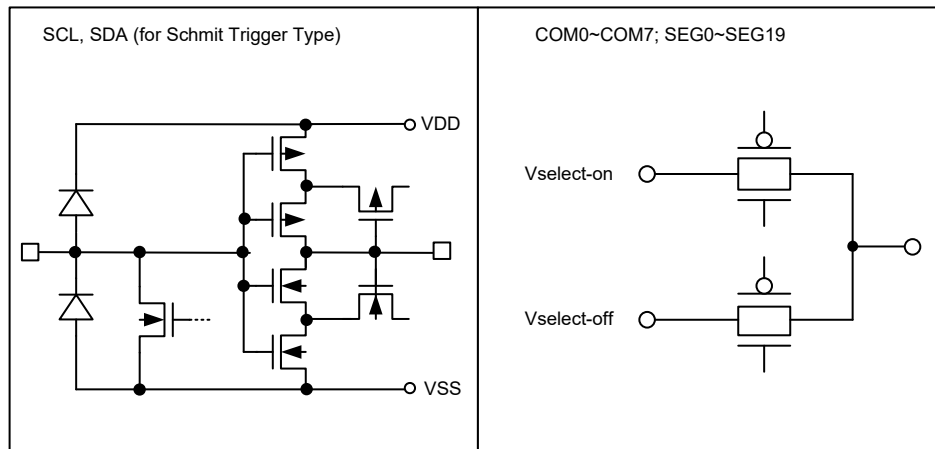 SCL, SDA (for Schmit Trigger Type)
VDD
VSS
COM0~COM7; SEG0~SEG19
Vselect-on
Vselect-off